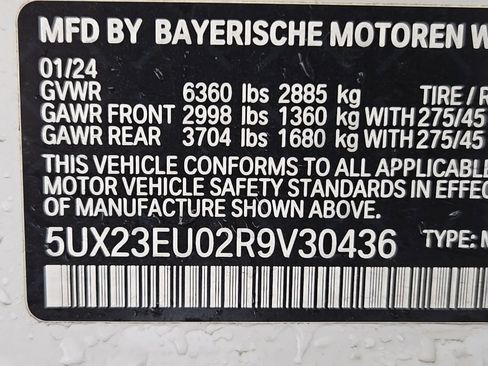 MFD BY BAYERISCHE MOTOREN W
01/24
GVWR 6360 lbs 2885 kg TIRE / R
GAWR FRONT 2998 lbs 1360 kg WITH 275/45
GAWR REAR 3704 lbs 1680 kg WITH 275/45
THIS VEHICLE CONFORMS TO ALL APPLICABLE
MOTOR VEHICLE SAFETY STANDARDS IN EFFEC
OF MANUFACTURE SHOWN ABOVE.
5UX23EU02R9V30436 TYPE: M